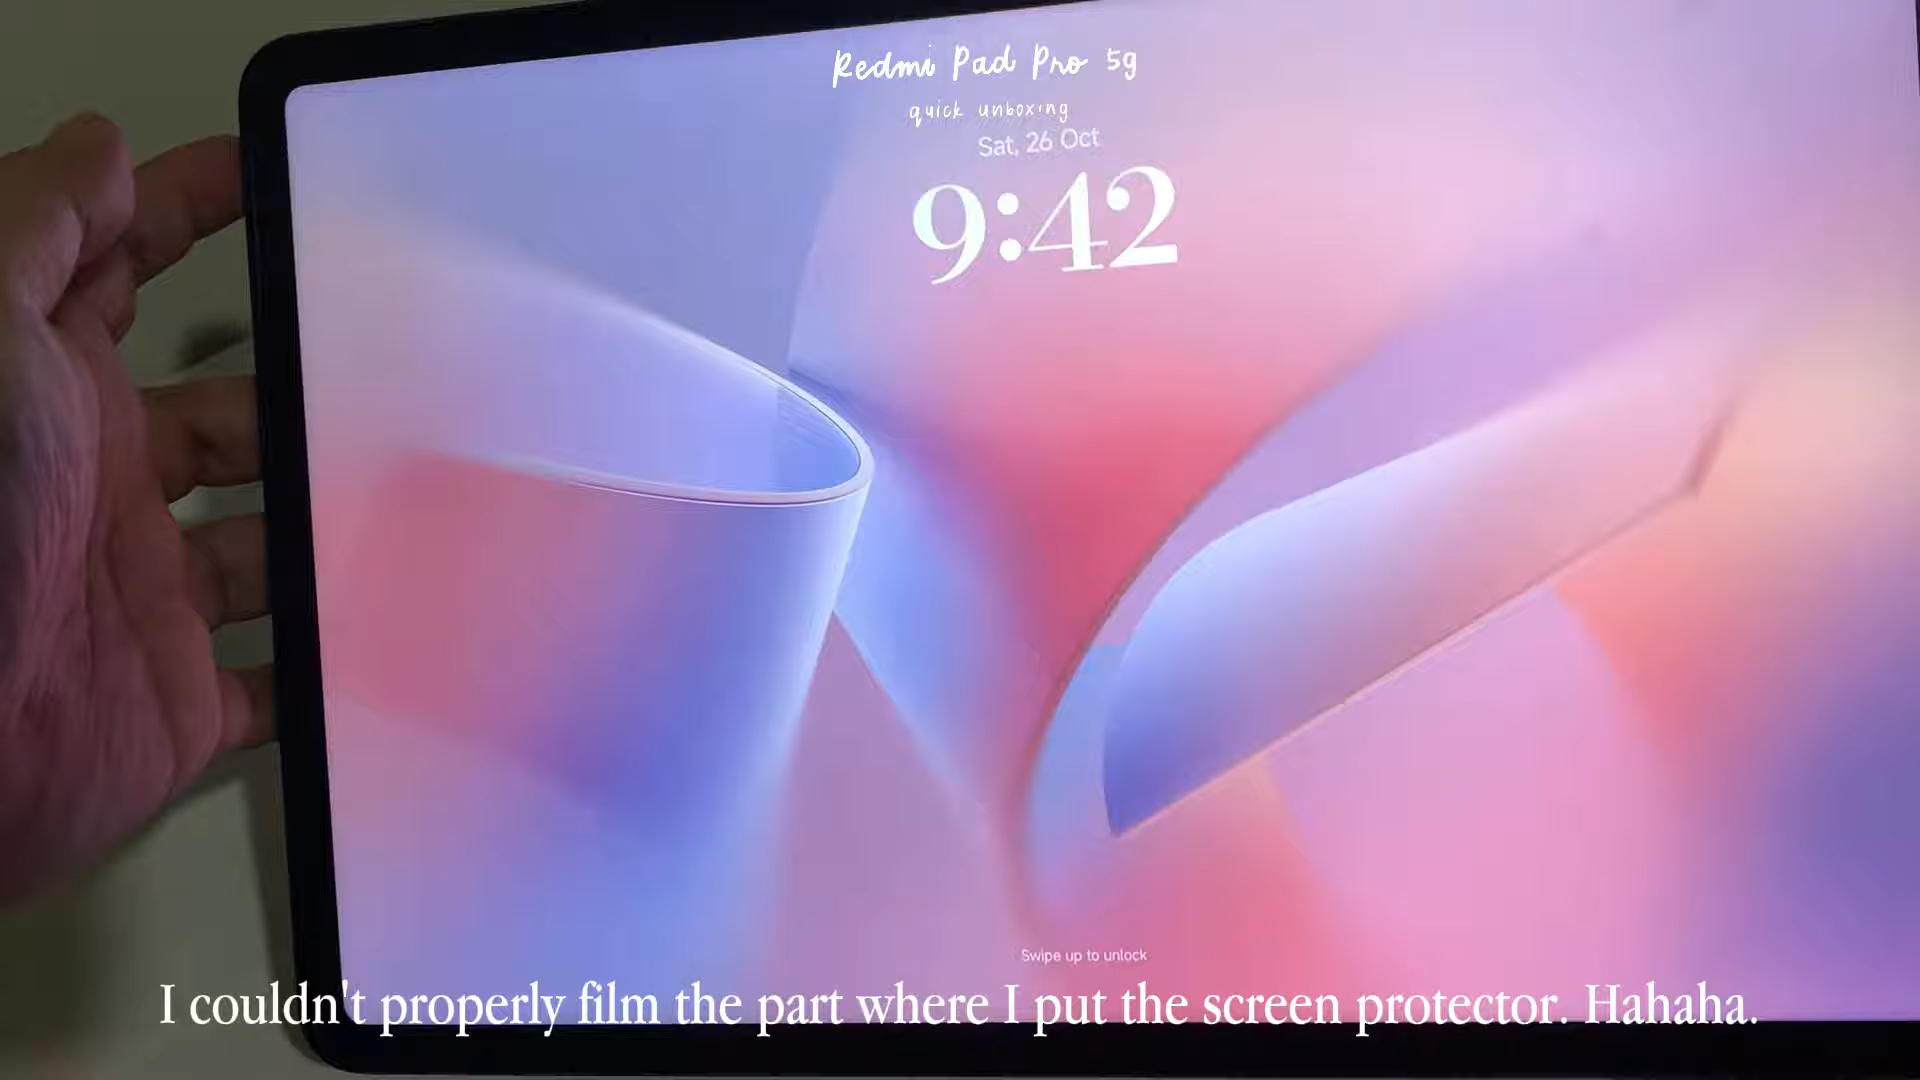 Redmi Pad Pro 5g
quick unboxing
Sat, 26 Oct
9:42
Swipe up to unlock
I couldn't properly film the part where I put the screen protector. Hahaha.